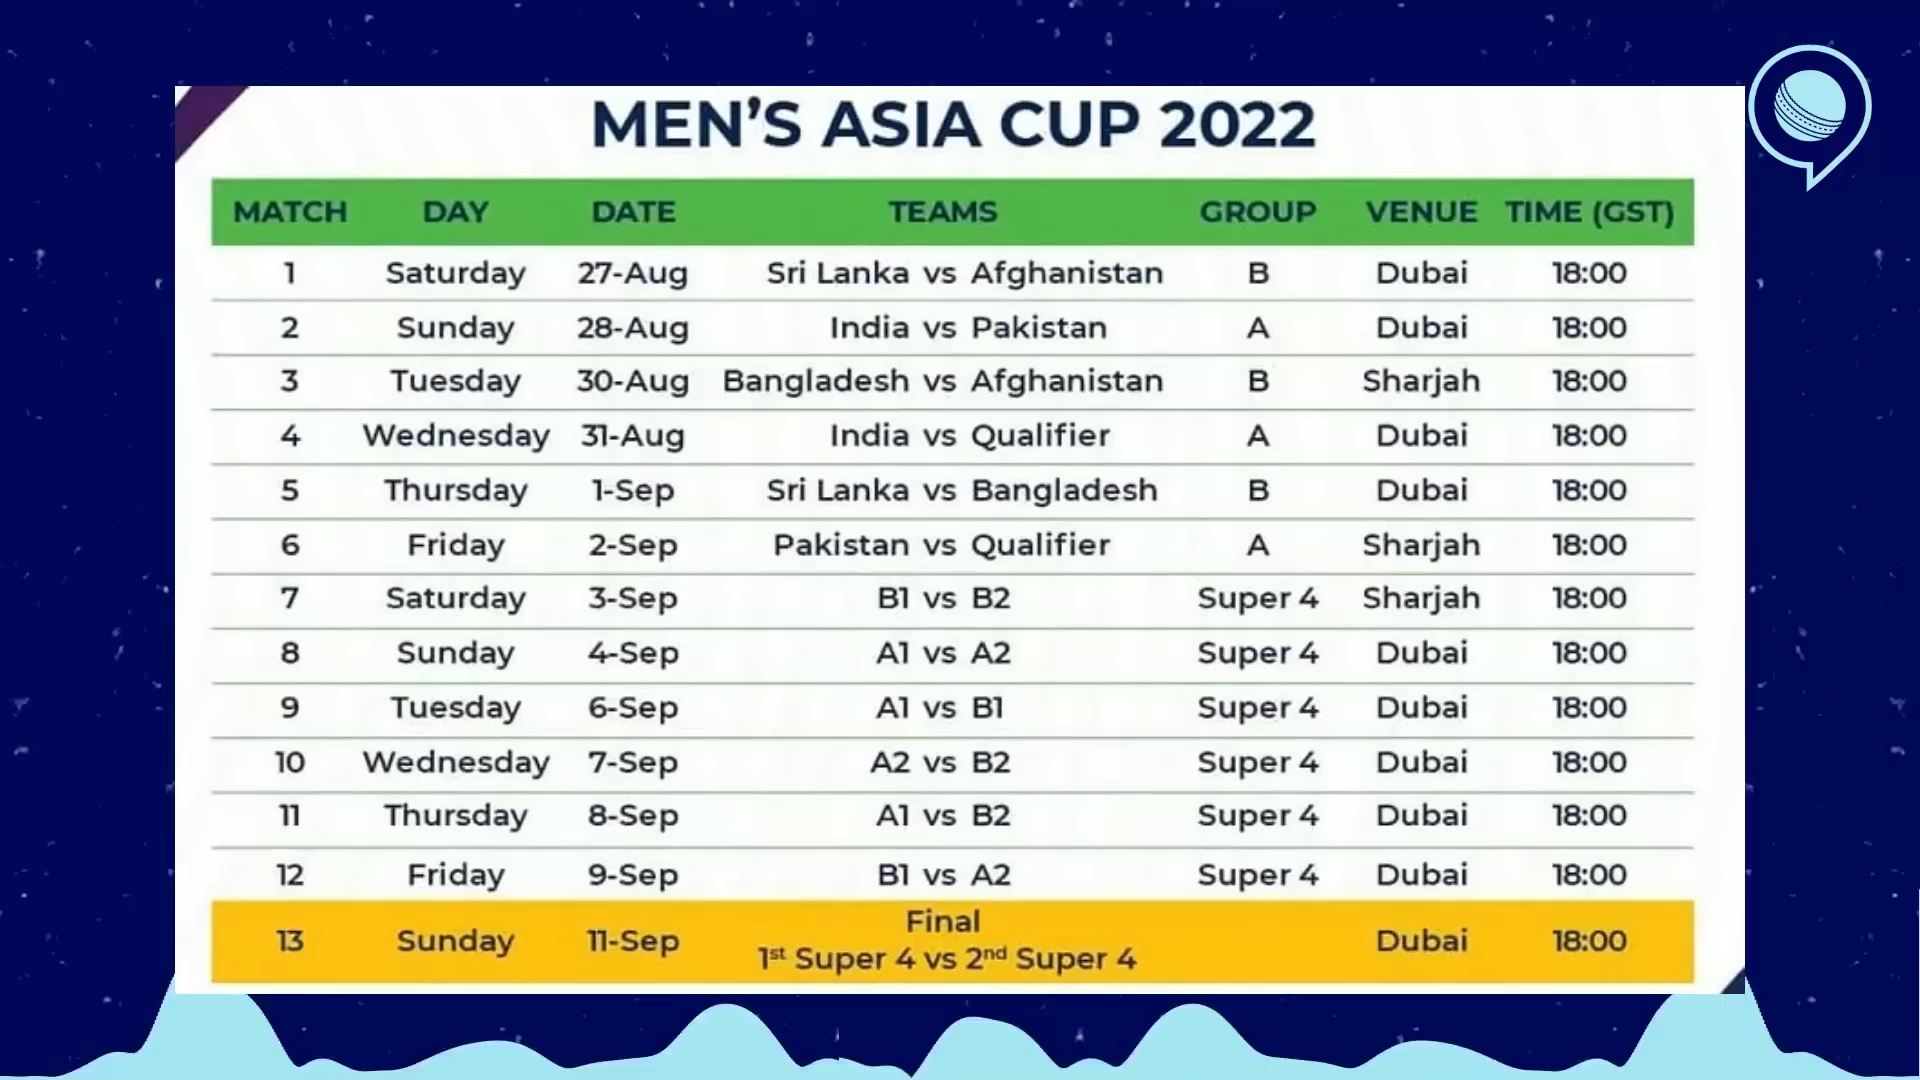 MEN'S ASIA CUP 2022
MATCH DAY DATE TEAMS GROUP VENUE TIME (GST)
1 Saturday 27-Aug Sri Lanka vs Afghanistan B Dubai 18:00
2 Sunday 28-Aug India vs Pakistan A Dubai 18:00
3 Tuesday 30-Aug Bangladesh vs Afghanistan B Sharjah 18:00
4 Wednesday 31-Aug India vs Qualifier A Dubai 18:00
5 Thursday 1-Sep Sri Lanka vs Bangladesh B Dubai 18:00
6 Friday 2-Sep Pakistan vs Qualifier A Sharjah 18:00
7 Saturday 3-Sep B1 vs B2 Super 4 Sharjah 18:00
8 Sunday 4-Sep A1 vs A2 Super 4 Dubai 18:00
9 Tuesday 6-Sep A1 vs B1 Super 4 Dubai 18:00
10 Wednesday 7-Sep A2 vs B2 Super 4 Dubai 18:00
11 Thursday 8-Sep A1 vs B2 Super 4 Dubai 18:00
12 Friday 9-Sep B1 vs A2 Super 4 Dubai 18:00
Final
13 Sunday 11-Sep Dubai 18:00
1st Super 4 vs 2nd Super 4